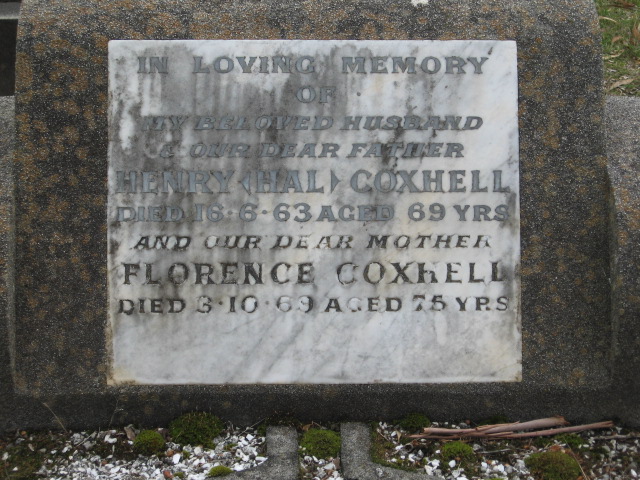 IN LOVING MEMORY
OF
MY BELOVED HUSBAND
& OUR DEAR FATHER
HENRY (HAL) COXHELL
DIED 16·6·63 AGED 69 YRS
AND OUR DEAR MOTHER
FLORENCE COXHELL
DIED 3·10·69 AGED 75 YRS